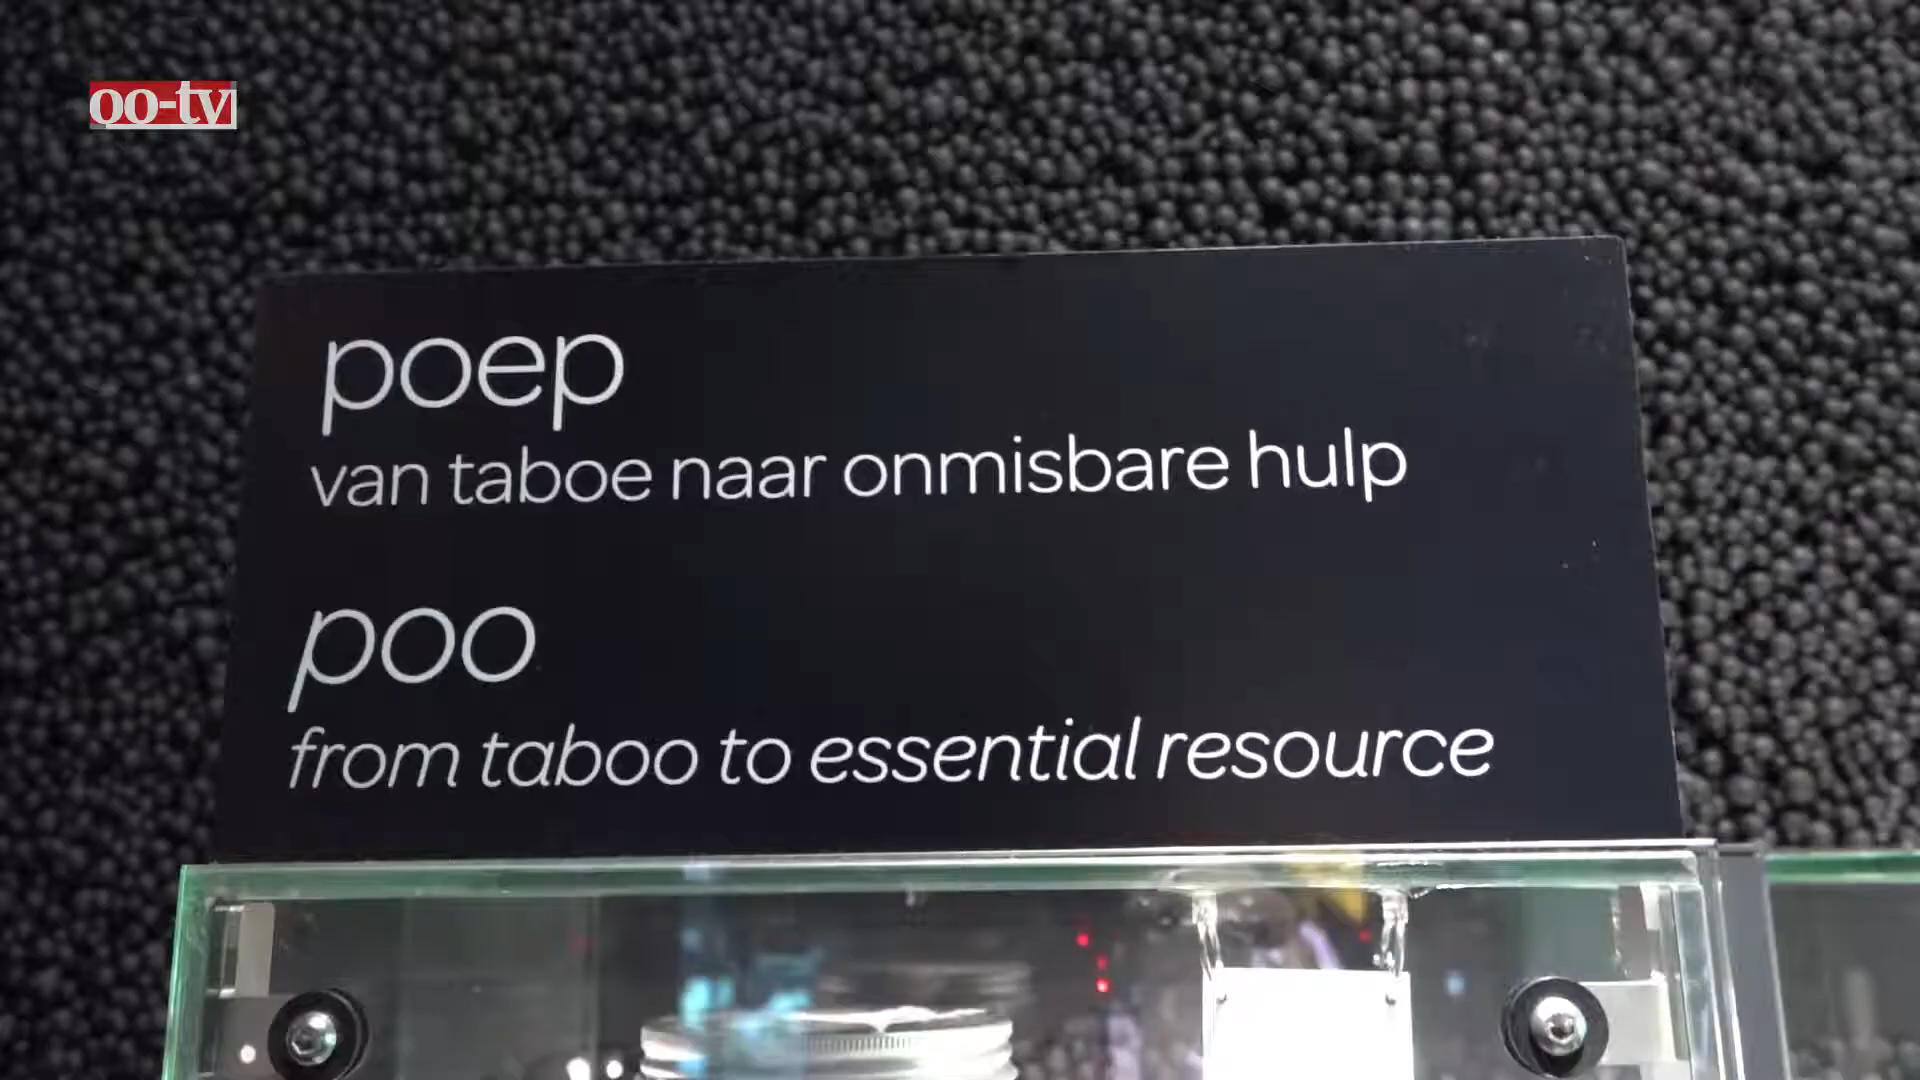 oo-tv
poep
van taboe naar onmisbare hulp
poo
from taboo to essential resource